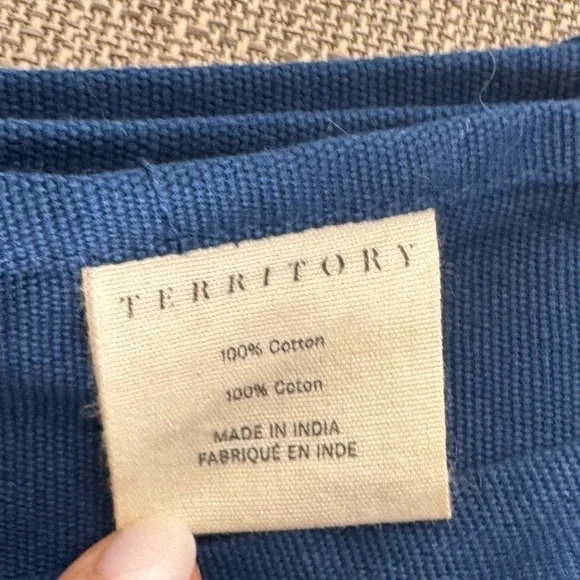 TERRITORY
100% Cotton
100% Coton
MADE IN INDIA
FABRIQUÉ EN INDE